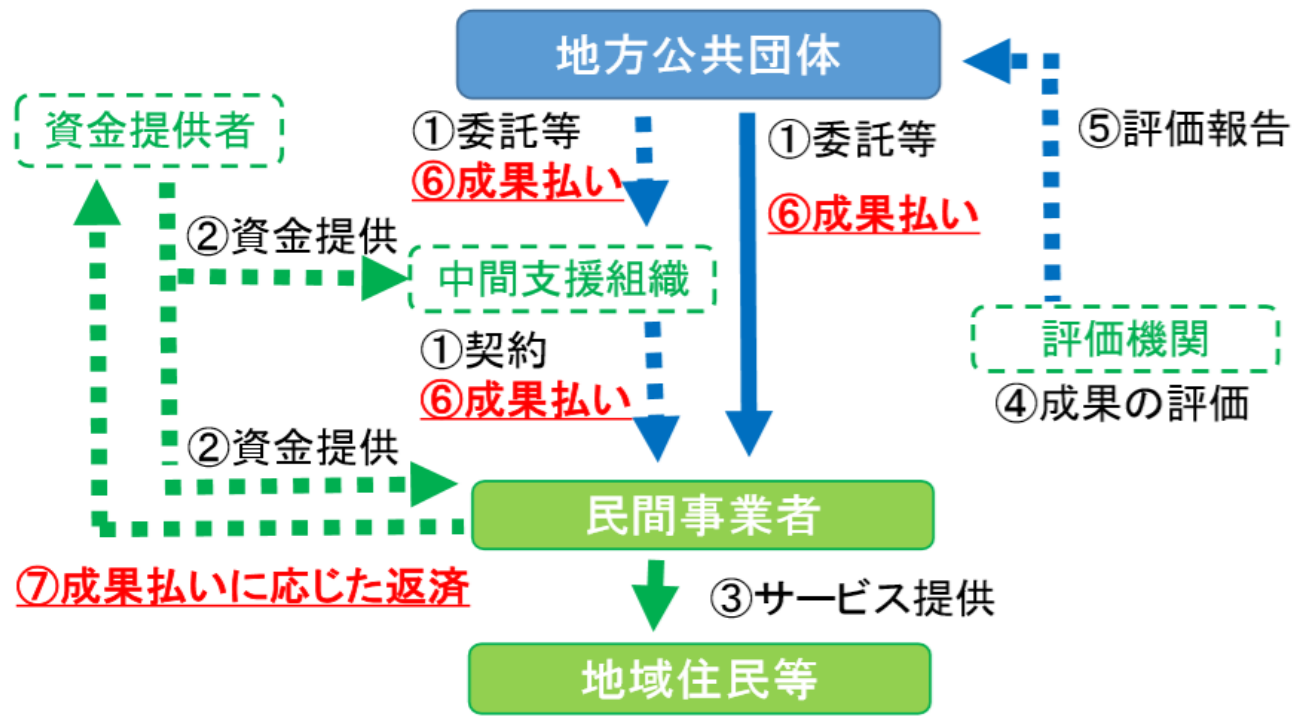 地方公共団体
資金提供者
①委託等
⑥成果払い
①委託等
⑥成果払い
⑤評価報告
②資金提供
中間支援組織
①契約
⑥成果払い
評価機関
④成果の評価
②資金提供
民間事業者
⑦成果払いに応じた返済
③サービス提供
地域住民等